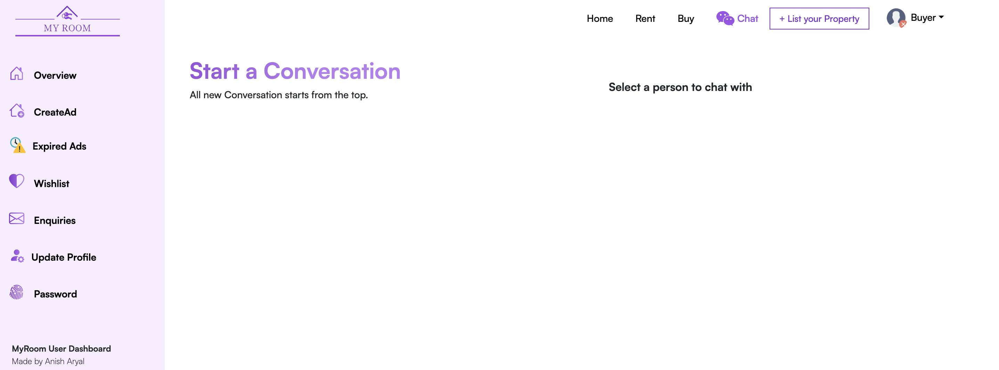 MY ROOM
Home Rent Buy Chat + List your Property Buyer
Overview
CreateAd
Expired Ads
Wishlist
Enquiries
Update Profile
Password
MyRoom User Dashboard
Made by Anish Aryal
Start a Conversation
All new Conversation starts from the top.
Select a person to chat with